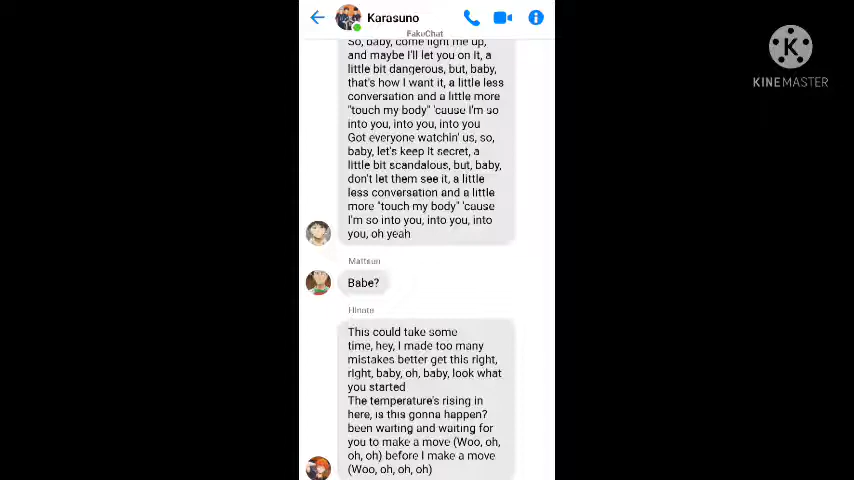 Karasuno
FakeChat
So, baby, come light me up,
and maybe I'll let you on it, a
little bit dangerous, but, baby,
that's how I want it, a little less
conversation and a little more
"touch my body" 'cause I'm so
into you, into you, into you
Got everyone watchin' us, so,
baby, let's keep it secret, a
little bit scandalous, but, baby,
don't let them see it, a little
less conversation and a little
more "touch my body" 'cause
I'm so into you, into you, into
you, oh yeah
Mattsun
Babe?
Hinata
This could take some
time, hey, I made too many
mistakes better get this right,
right, baby, oh, baby, look what
you started
The temperature's rising in
here, is this gonna happen?
been waiting and waiting for
you to make a move (Woo, oh,
oh, oh) before I make a move
(Woo, oh, oh, oh)
K
KINEMASTER